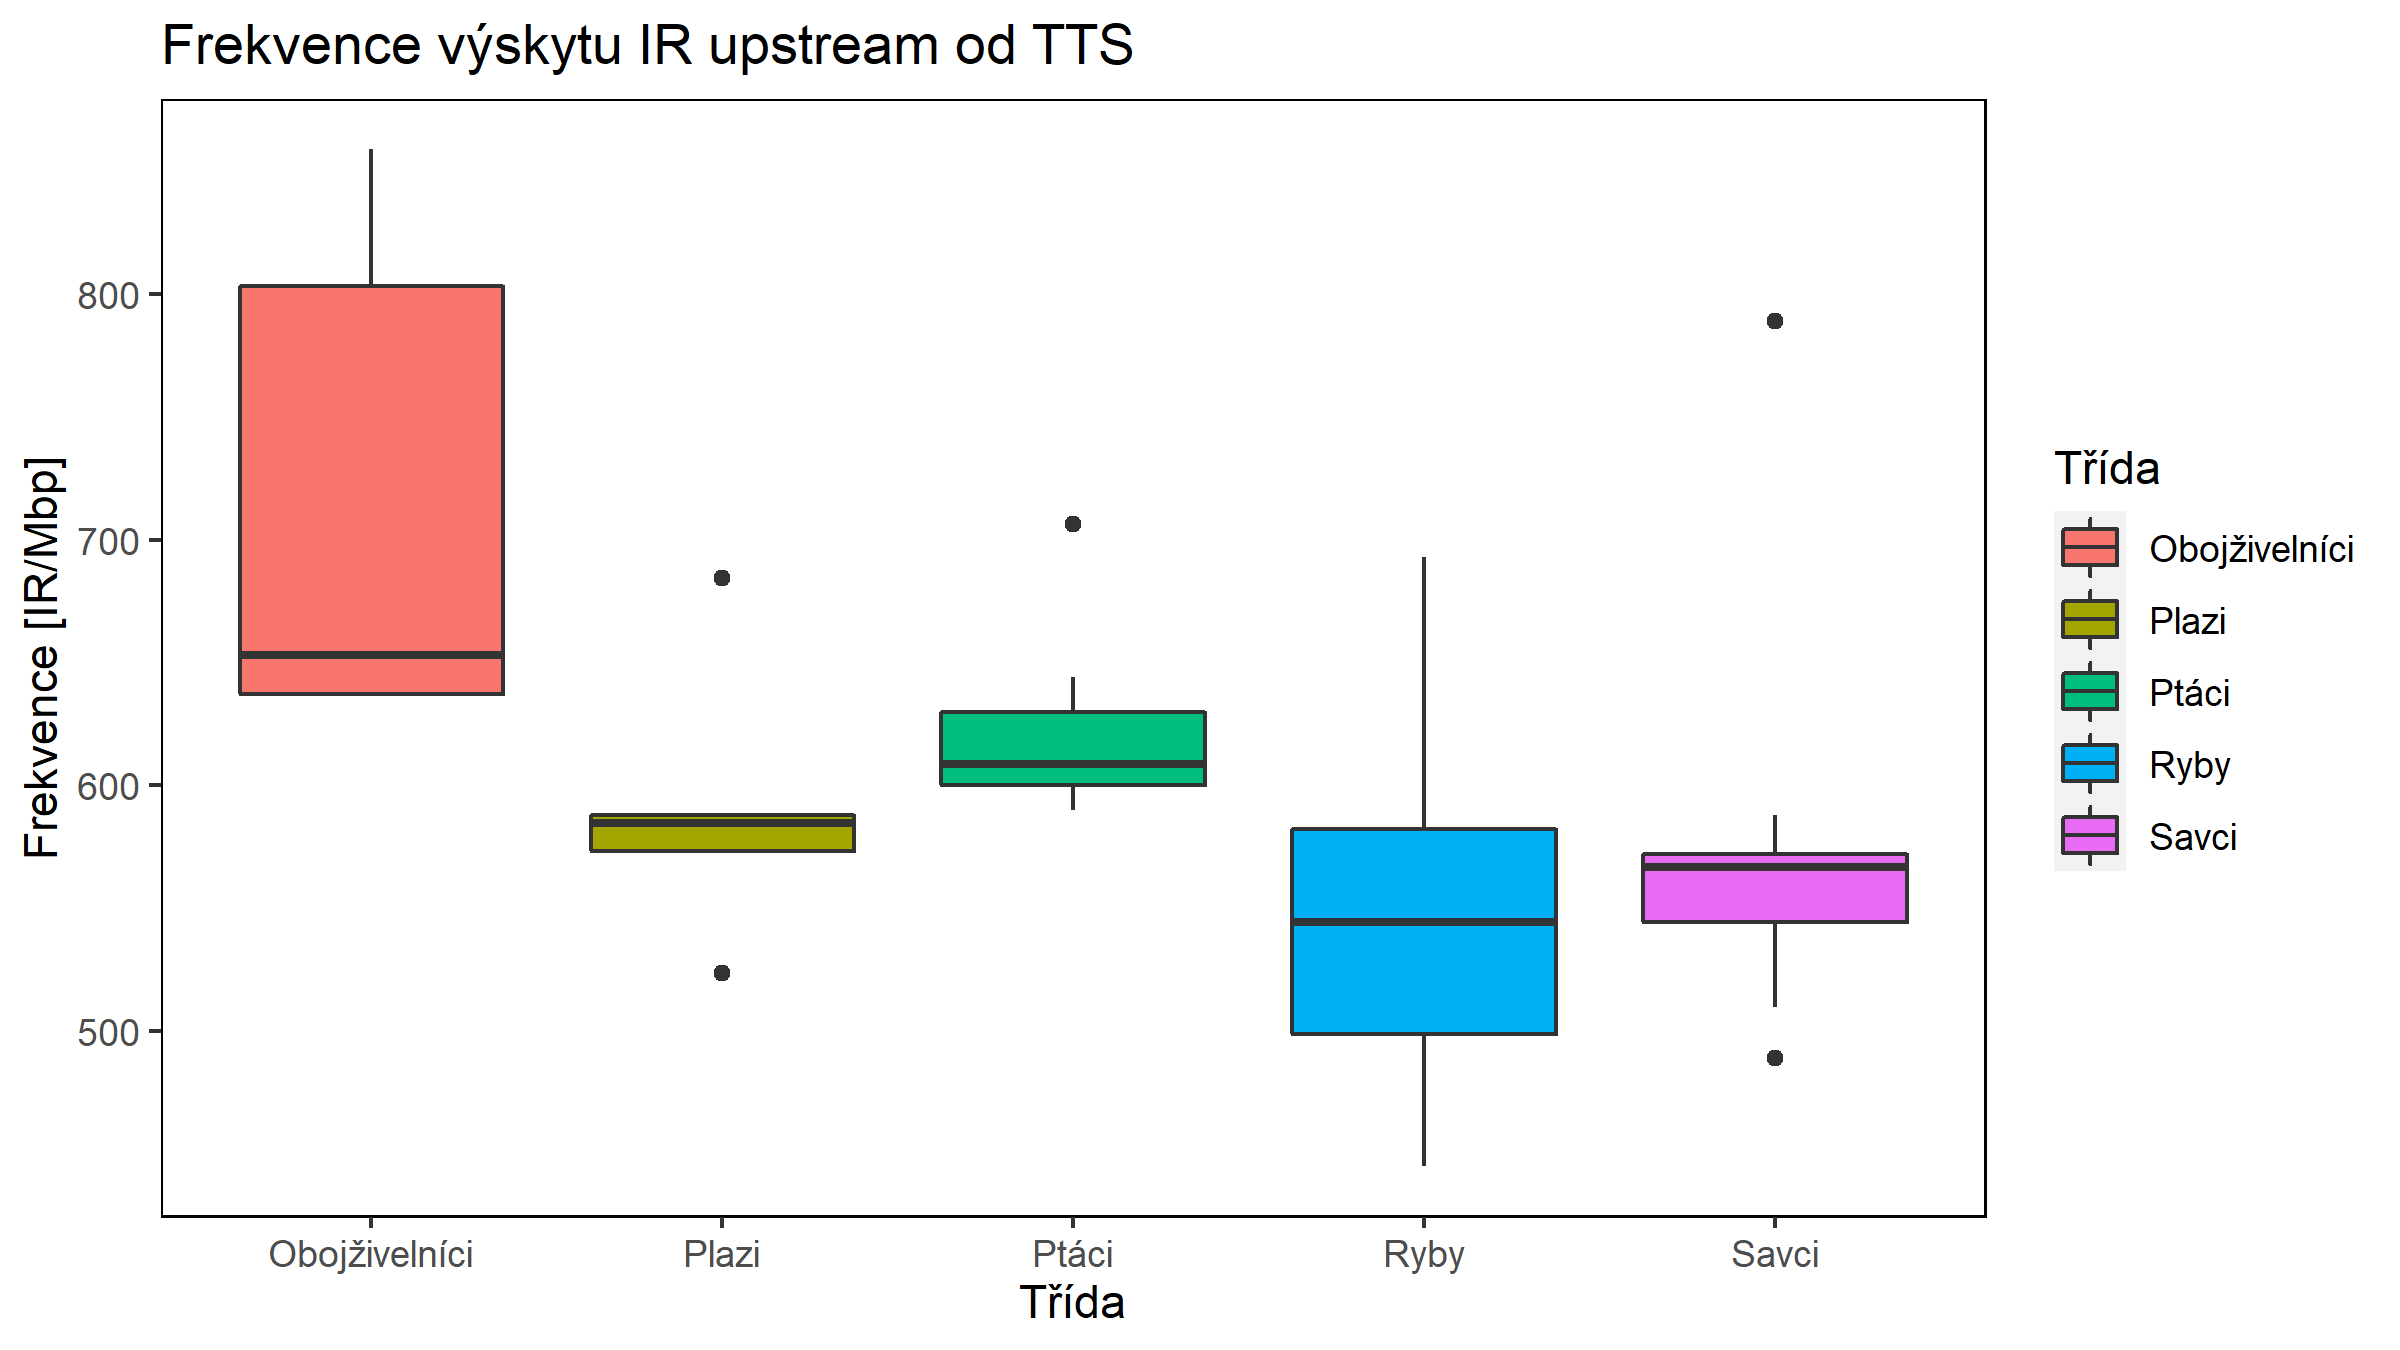 Frekvence výskytu IR upstream od TTS
Frekvence [IR/Mbp]
800
700
600
500
Obojživelníci
Plazi
Ptáci
Ryby
Savci
Třída
Třída
Obojživelníci
Plazi
Ptáci
Ryby
Savci